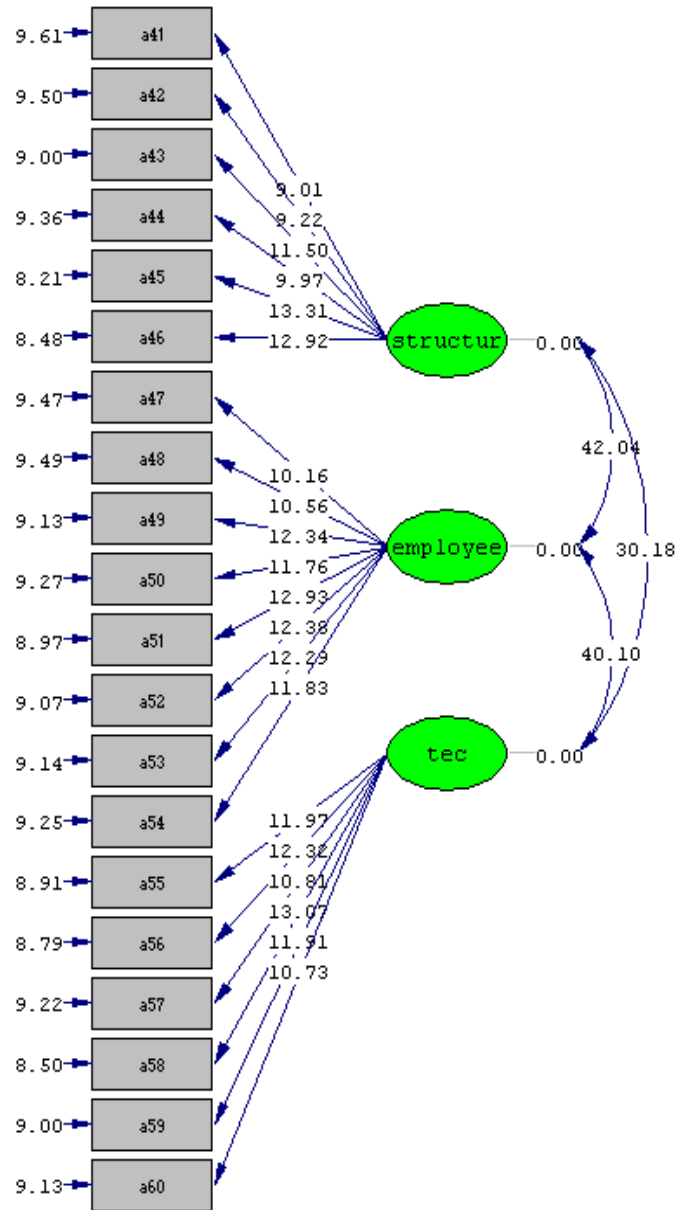 9.61 a41
9.50 a42
9.00 a43
9.01
9.36 a44
9.22
11.50
8.21 a45
9.97
13.31
8.48 a46
12.92
structur 0.00
9.47 a47
42.04
9.49 a48
10.16
10.56
9.13 a49
12.34
employee 0.00 30.18
9.27 a50
11.76
12.93
8.97 a51
12.38
12.29
40.10
9.07 a52
11.83
9.14 a53
tec 0.00
9.25 a54
11.97
12.32
8.91 a55
10.81
13.07
8.79 a56
11.91
10.73
9.22 a57
8.50 a58
9.00 a59
9.13 a60